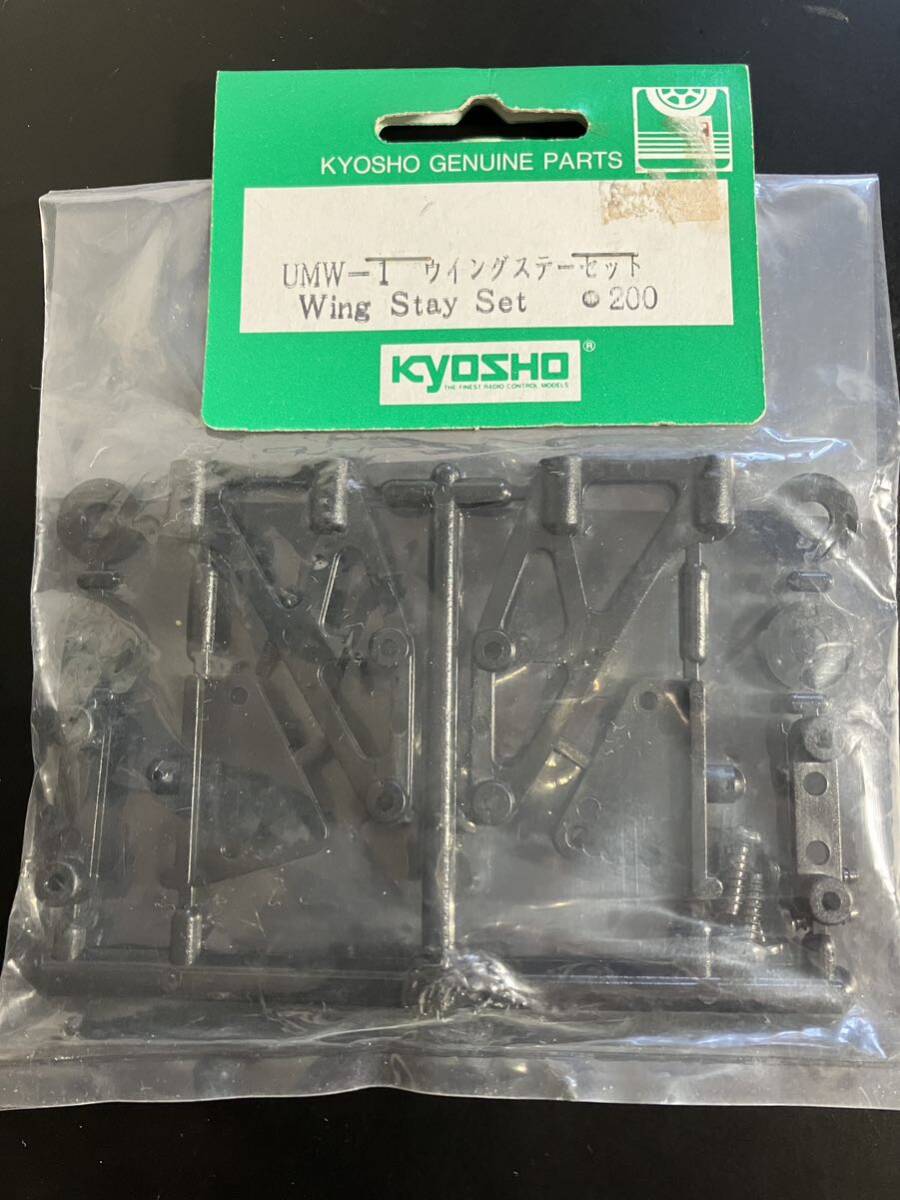 KYOSHO GENUINE PARTS
UMW-1 ウイングステーセット
Wing Stay Set 200
KYOSHO ®
THE FINEST RADIO CONTROL MODELS